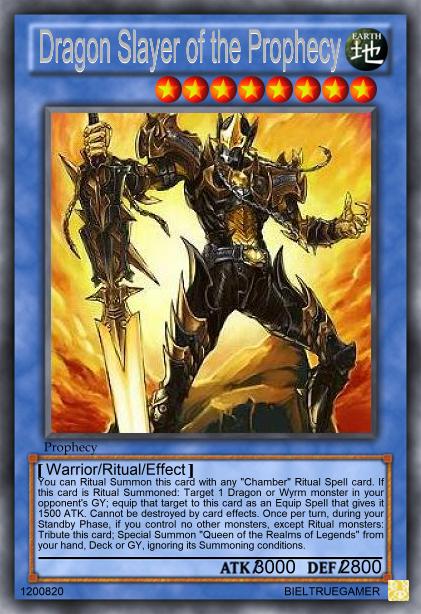 Dragon Slayer of the Prophecy
EARTH
地
Prophecy
[ Warrior/Ritual/Effect ]
You can Ritual Summon this card with any "Chamber" Ritual Spell card. If
this card is Ritual Summoned: Target 1 Dragon or Wyrm monster in your
opponent's GY; equip that target to this card as an Equip Spell that gives it
1500 ATK. Cannot be destroyed by card effects. Once per turn, during your
Standby Phase, if you control no other monsters, except Ritual monsters:
Tribute this card; Special Summon "Queen of the Realms of Legends" from
your hand, Deck or GY, ignoring its Summoning conditions.
ATK 3000 DEF 2800
1200820 BIELTRUEGAMER